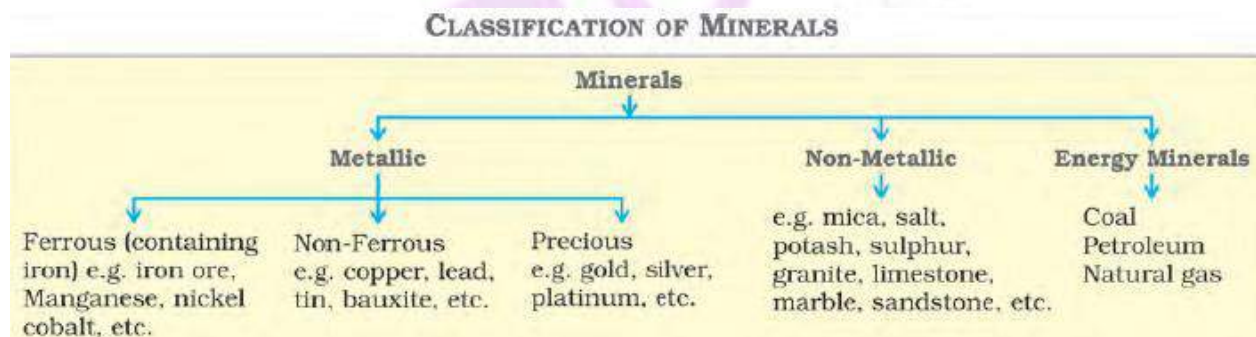 CLASSIFICATION OF MINERALS
Minerals
Metallic
Non-Metallic
Energy Minerals
Ferrous (containing
iron) e.g. iron ore,
Manganese, nickel
cobalt, etc.
Non-Ferrous
e.g. copper, lead,
tin, bauxite, etc.
Precious
e.g. gold, silver,
platinum, etc.
e.g. mica, salt,
potash, sulphur,
granite, limestone,
marble, sandstone, etc.
Coal
Petroleum
Natural gas